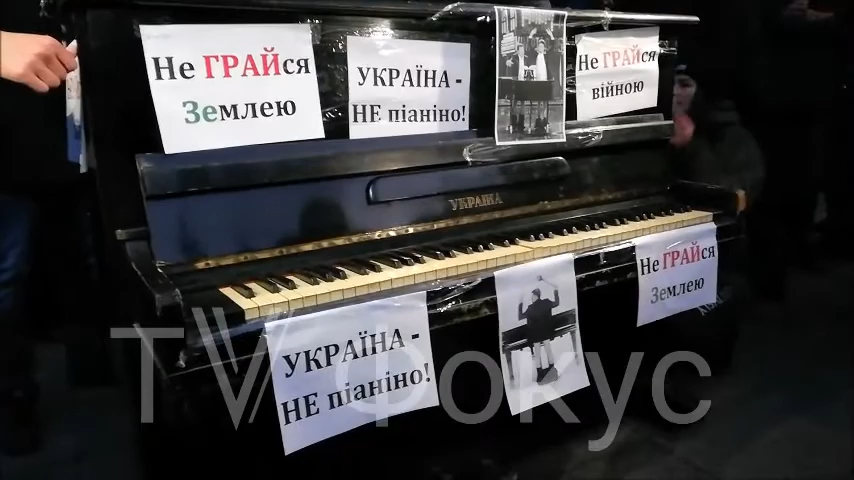 Не ГРАЙся
Землею
УКРАЇНА -
НЕ піаніно!
Не ГРАЙся
війною
УКРАЇНА
УКРАЇНА -
НЕ піаніно!
Не ГРАЙся
Землею
TV Фокус